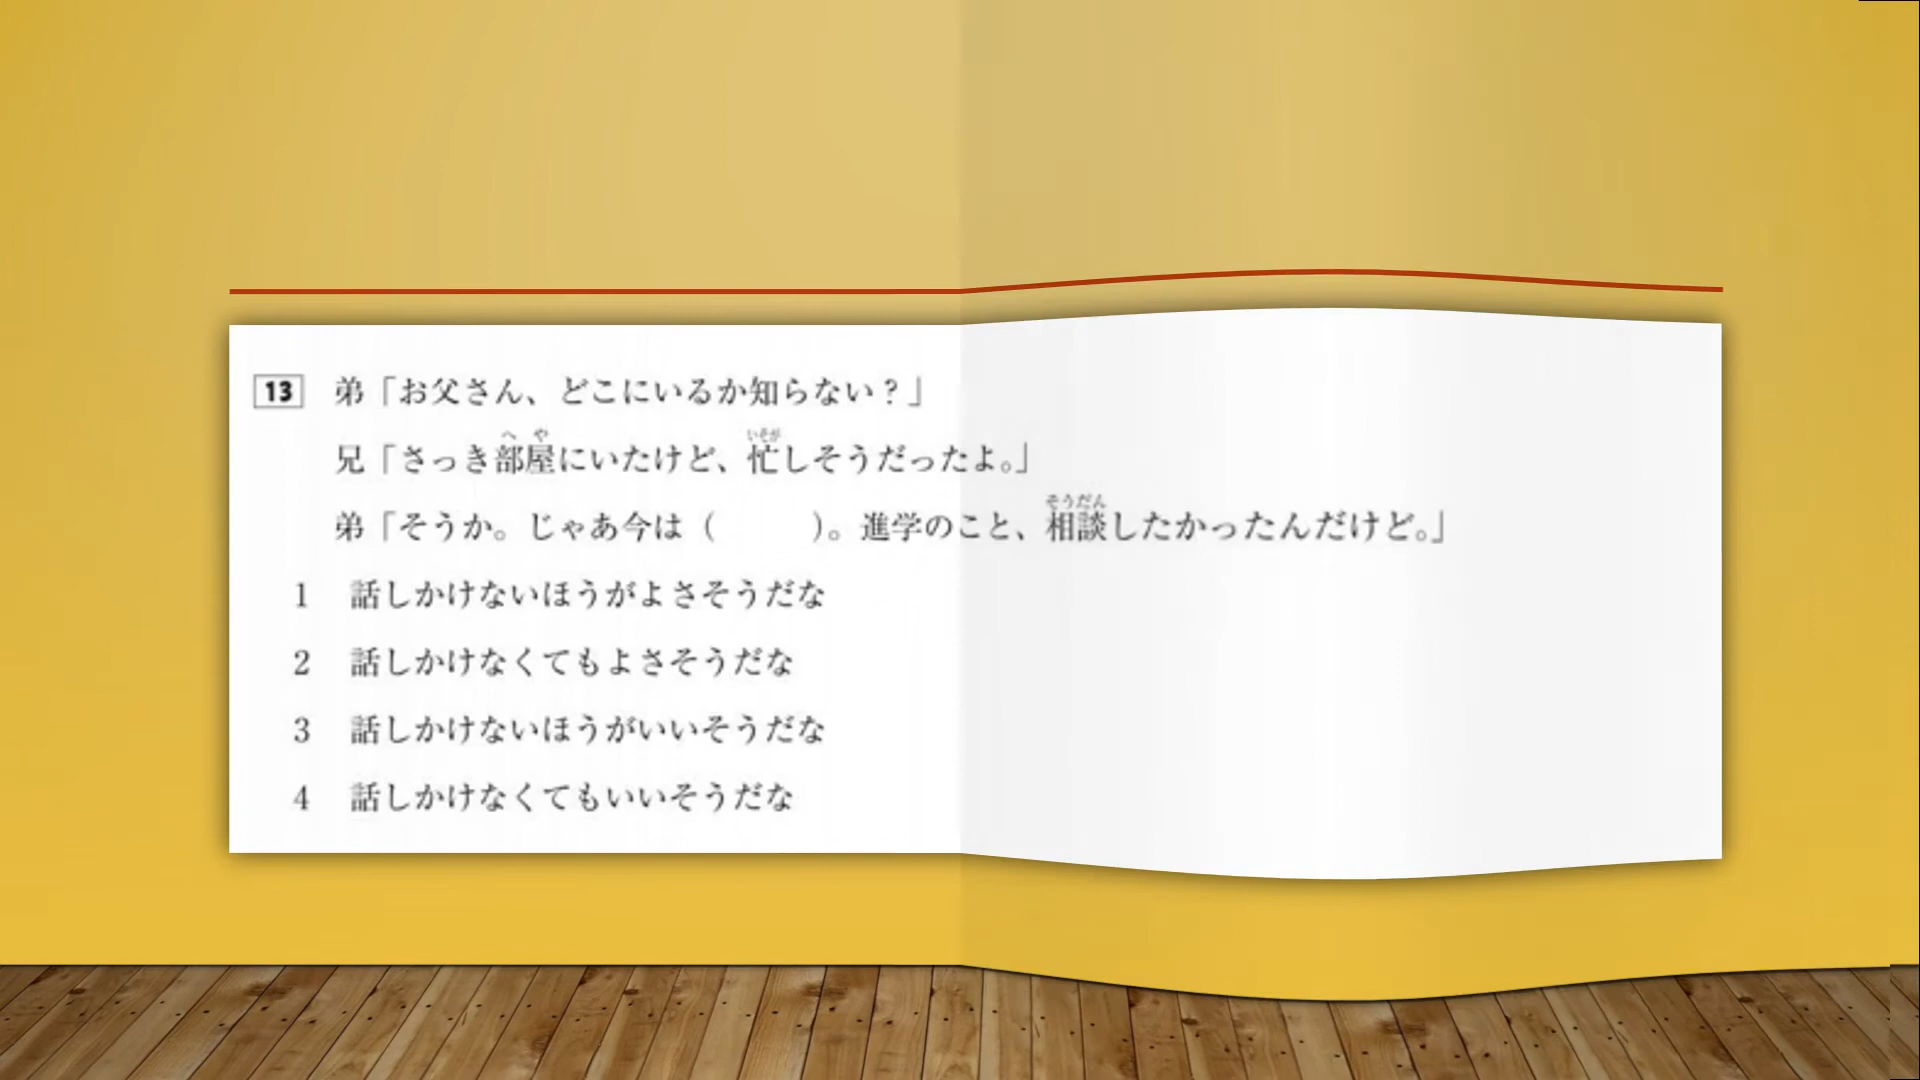 13 弟「お父さん、どこにいるか知らない？」
兄「さっき部屋にいたけど、忙しそうだったよ。」
弟「そうか。じゃあ今は（　　　）。進学のこと、相談したかったんだけど。」
1 話しかけないほうがよさそうだな
2 話しかけなくてもよさそうだな
3 話しかけないほうがいいそうだな
4 話しかけなくてもいいそうだな